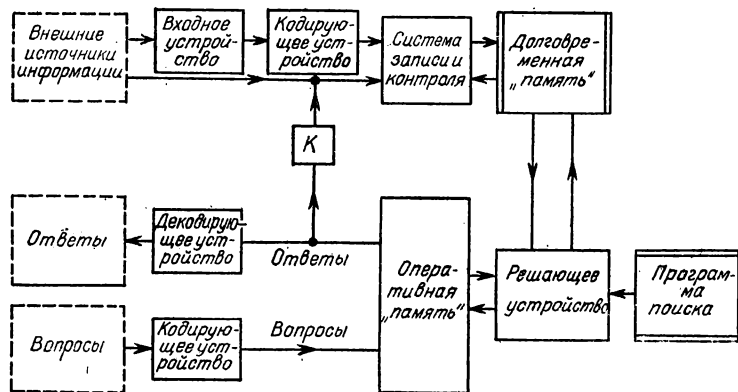 Внешние
источники
информации
Входное
устрой-
ство
Кодирую-
щее уст-
ройство
Система
записи и
контроля
Долговре-
менная
„память“
К
Ответы
Декодирую-
щее уст-
ройство
Ответы
Опера-
тивная
„память“
Решающее
устройство
Програм-
ма
поиска
Вопросы
Кодирую-
щее уст-
ройство
Вопросы